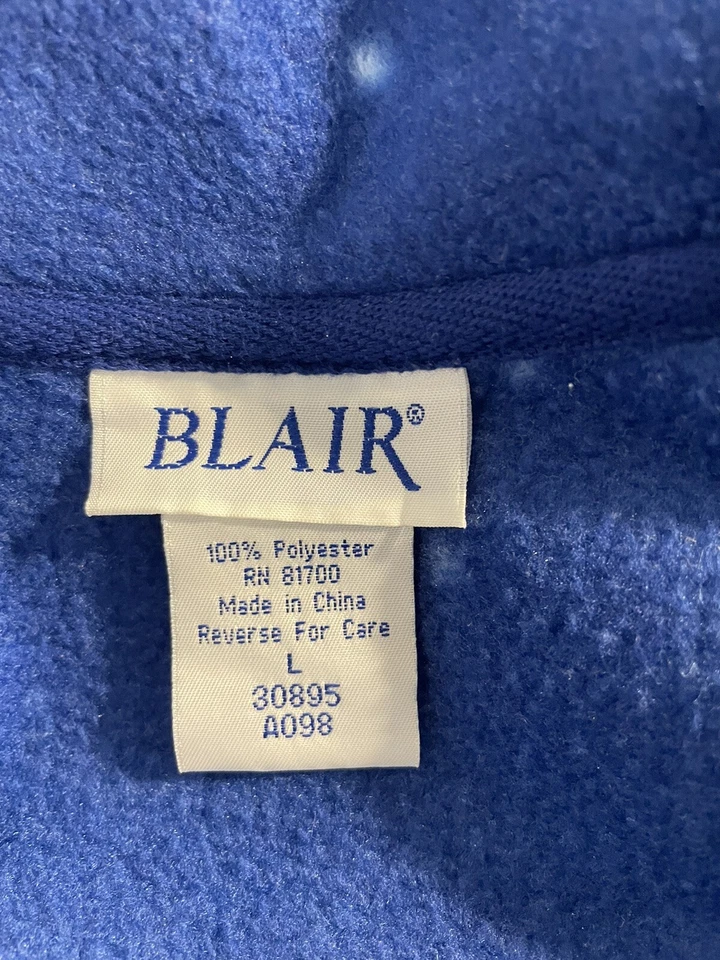 BLAIR®
100% Polyester
RN 81700
Made in China
Reverse For Care
L
30895
A098